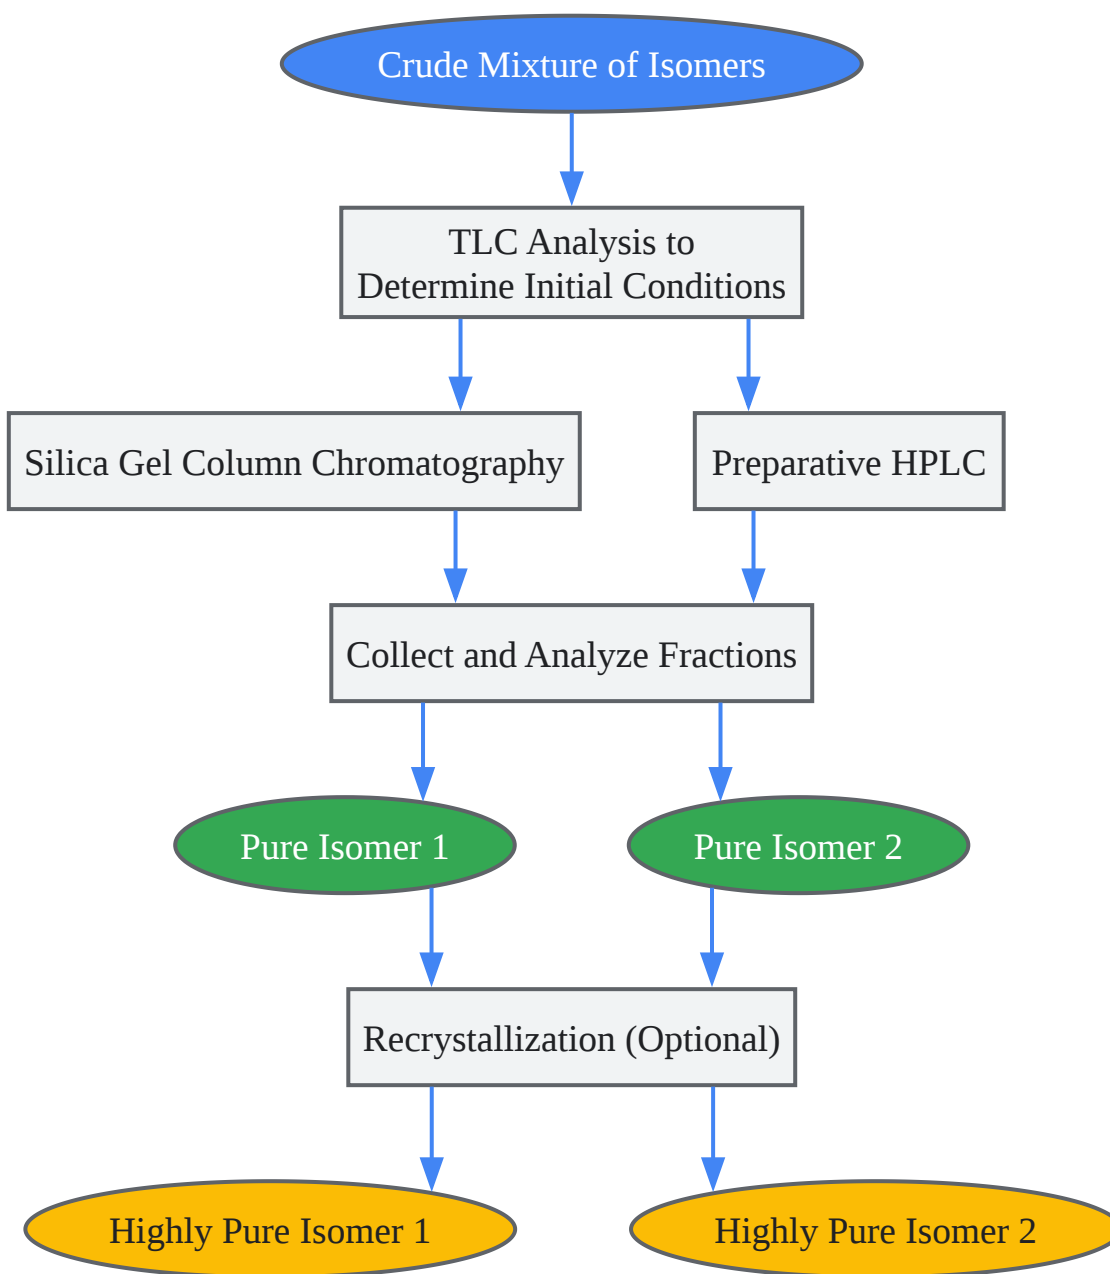 Crude Mixture of Isomers
TLC Analysis to
Determine Initial Conditions
Silica Gel Column Chromatography
Preparative HPLC
Collect and Analyze Fractions
Pure Isomer 1
Pure Isomer 2
Recrystallization (Optional)
Highly Pure Isomer 1
Highly Pure Isomer 2